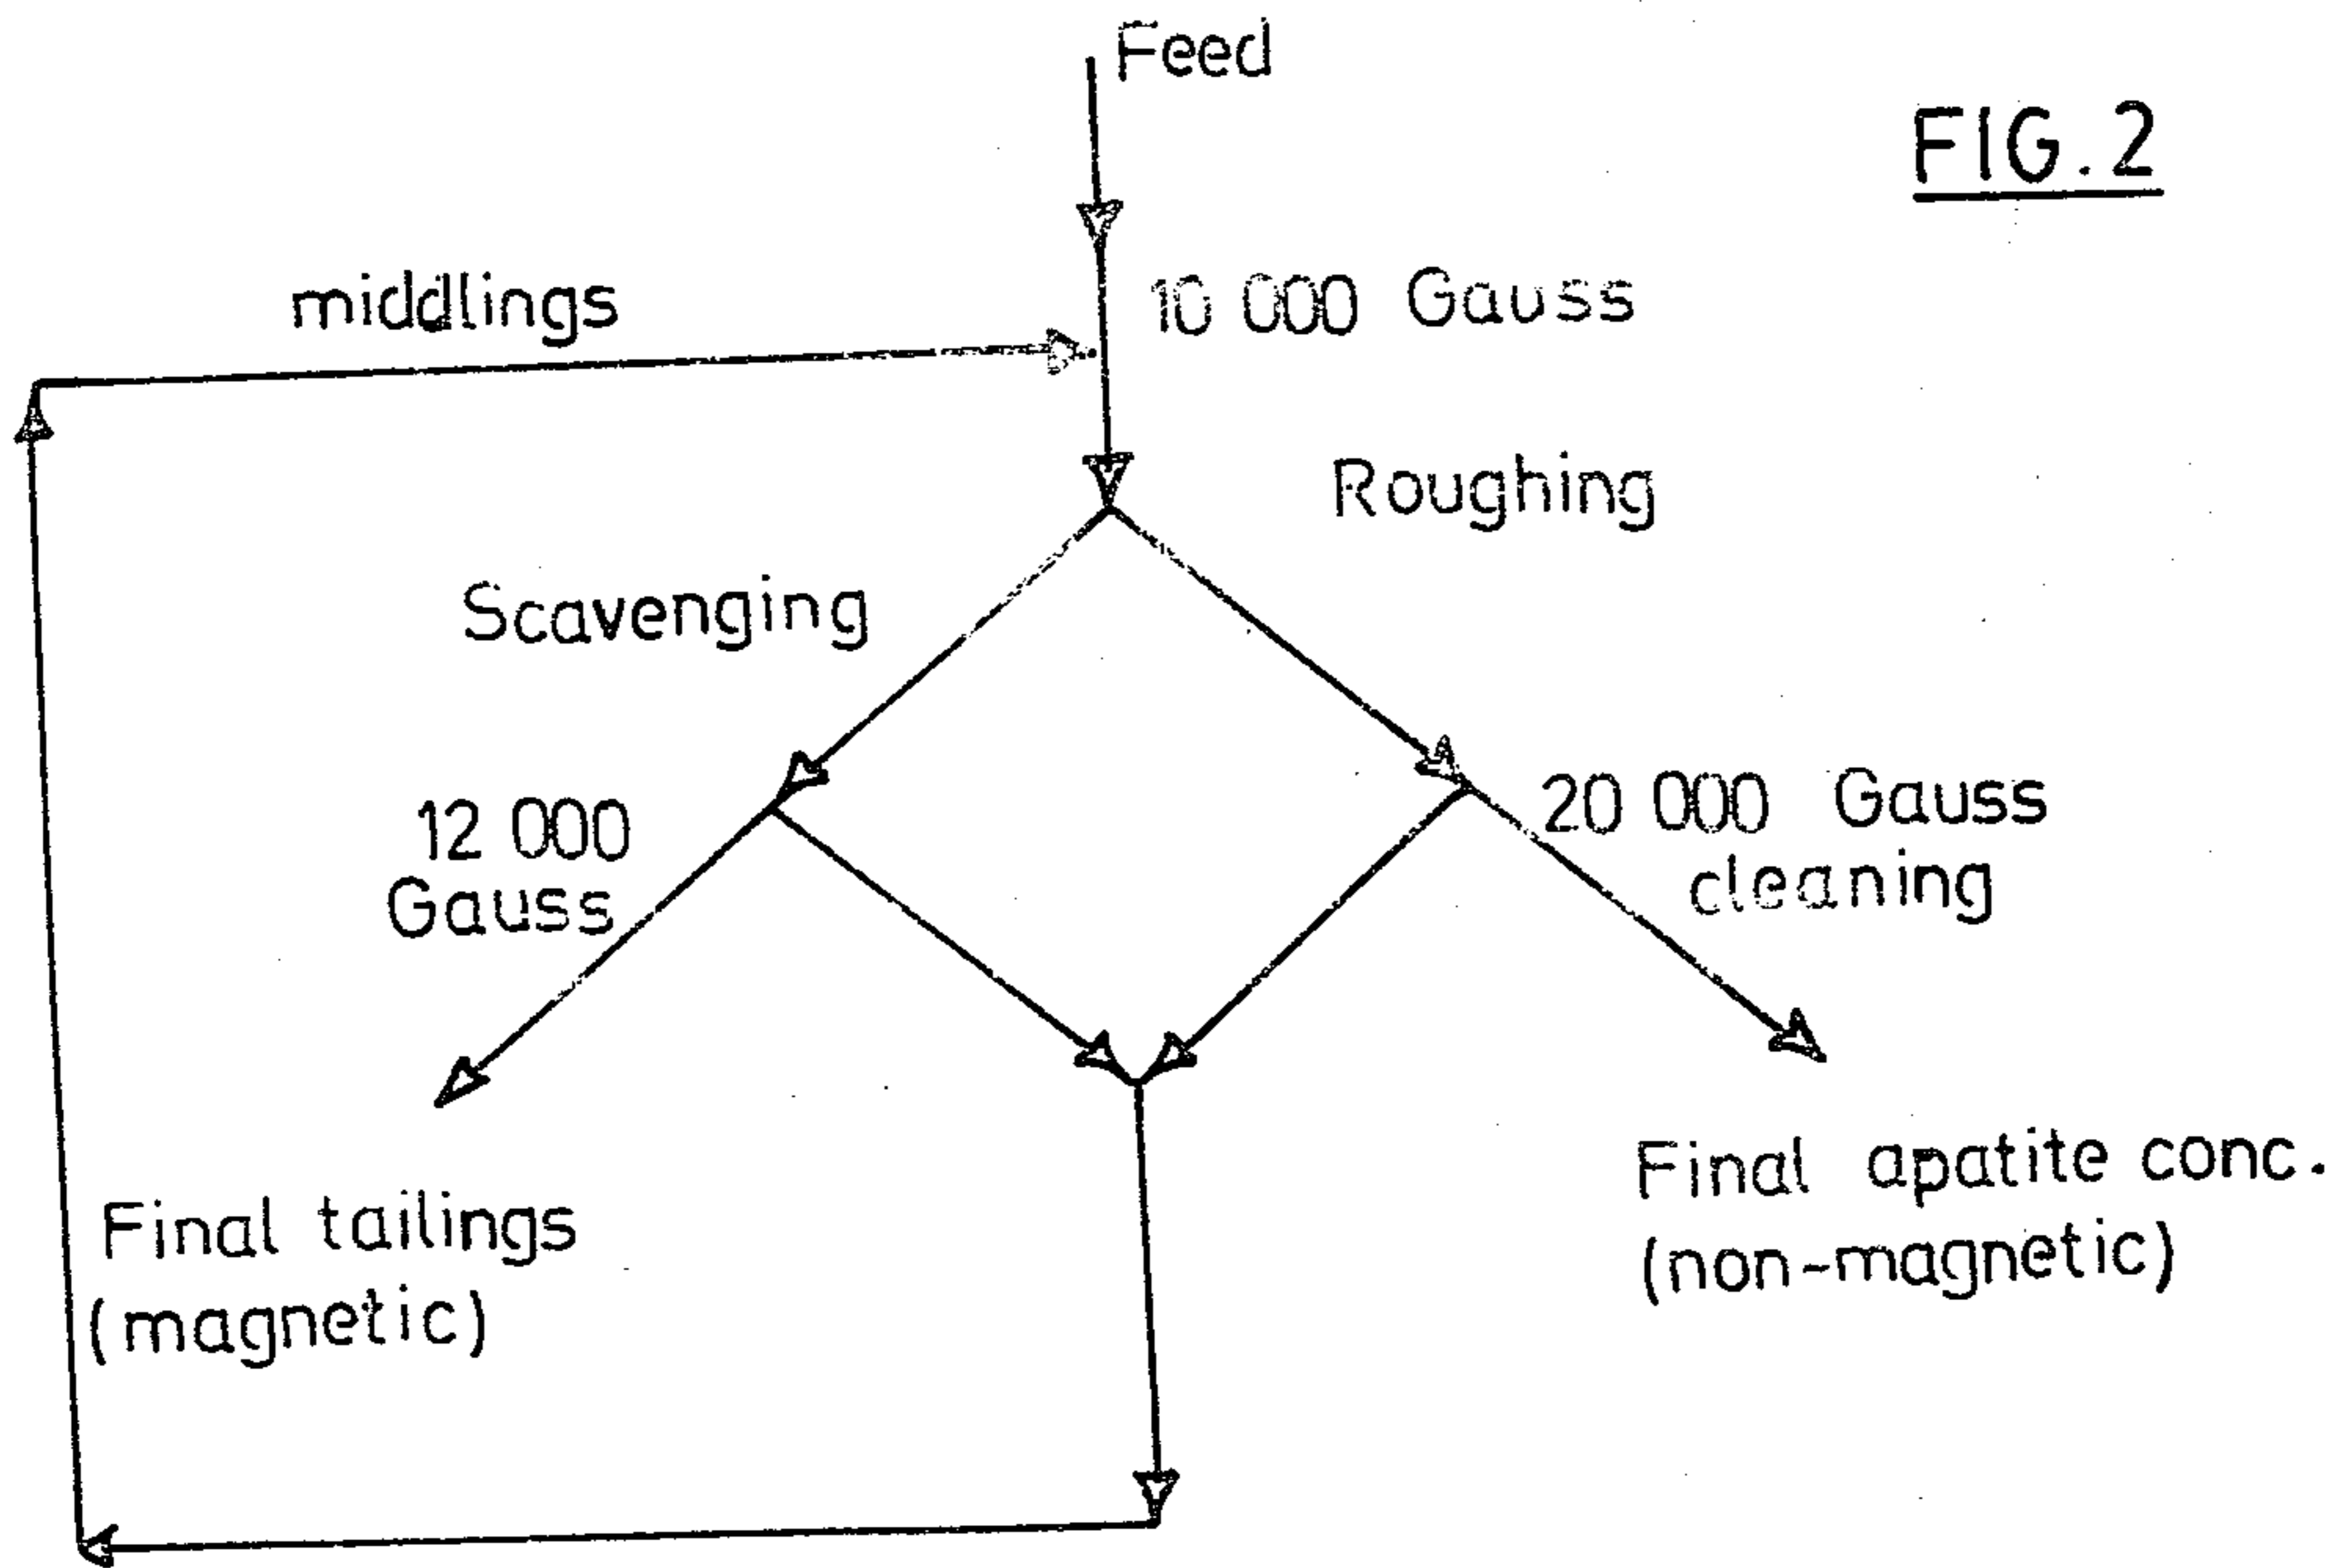 Feed
FIG. 2
middlings
10 000 Gauss
Roughing
Scavenging
12 000
Gauss
20 000 Gauss
cleaning
Final tailings
(magnetic)
Final apatite conc.
(non-magnetic)